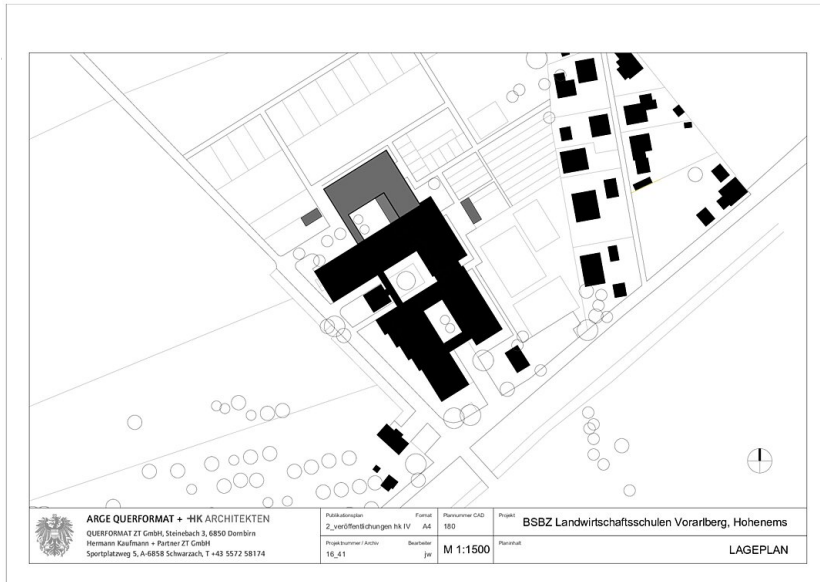 ARGE QUERFORMAT + HK ARCHITEKTEN
QUERFORMAT ZT GmbH, Steinebach 3, 6850 Dornbirn
Hermann Kaufmann + Partner ZT GmbH
Sportplatzweg 5, A-6858 Schwarzach, T +43 5572 58174
Publikationsplan Format
2_veröffentlichungen hk IV A4
Projektnummer / Archiv Bearbeiter
16_41 jw
Plannummer CAD
180
M 1:1500
Projekt
BSBZ Landwirtschaftsschulen Vorarlberg, Hohenems
Planinhalt
LAGEPLAN